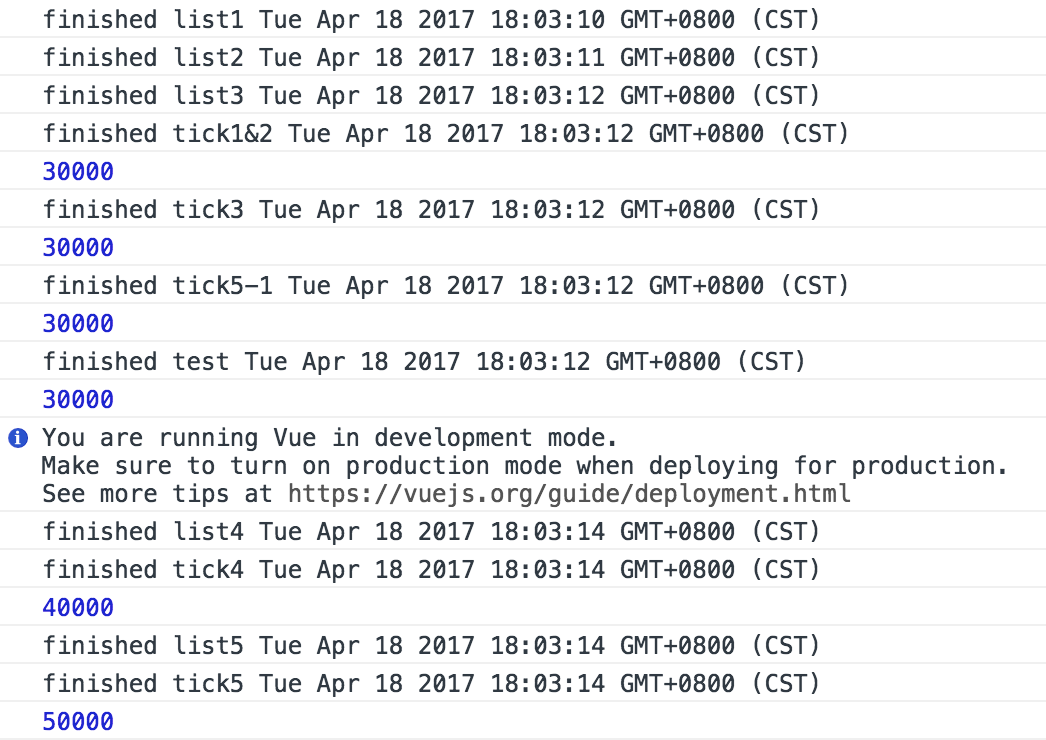 finished list1 Tue Apr 18 2017 18:03:10 GMT+0800 (CST)
finished list2 Tue Apr 18 2017 18:03:11 GMT+0800 (CST)
finished list3 Tue Apr 18 2017 18:03:12 GMT+0800 (CST)
finished tick1&2 Tue Apr 18 2017 18:03:12 GMT+0800 (CST)
30000
finished tick3 Tue Apr 18 2017 18:03:12 GMT+0800 (CST)
30000
finished tick5-1 Tue Apr 18 2017 18:03:12 GMT+0800 (CST)
30000
finished test Tue Apr 18 2017 18:03:12 GMT+0800 (CST)
30000
You are running Vue in development mode.
Make sure to turn on production mode when deploying for production.
See more tips at https://vuejs.org/guide/deployment.html
finished list4 Tue Apr 18 2017 18:03:14 GMT+0800 (CST)
finished tick4 Tue Apr 18 2017 18:03:14 GMT+0800 (CST)
40000
finished list5 Tue Apr 18 2017 18:03:14 GMT+0800 (CST)
finished tick5 Tue Apr 18 2017 18:03:14 GMT+0800 (CST)
50000